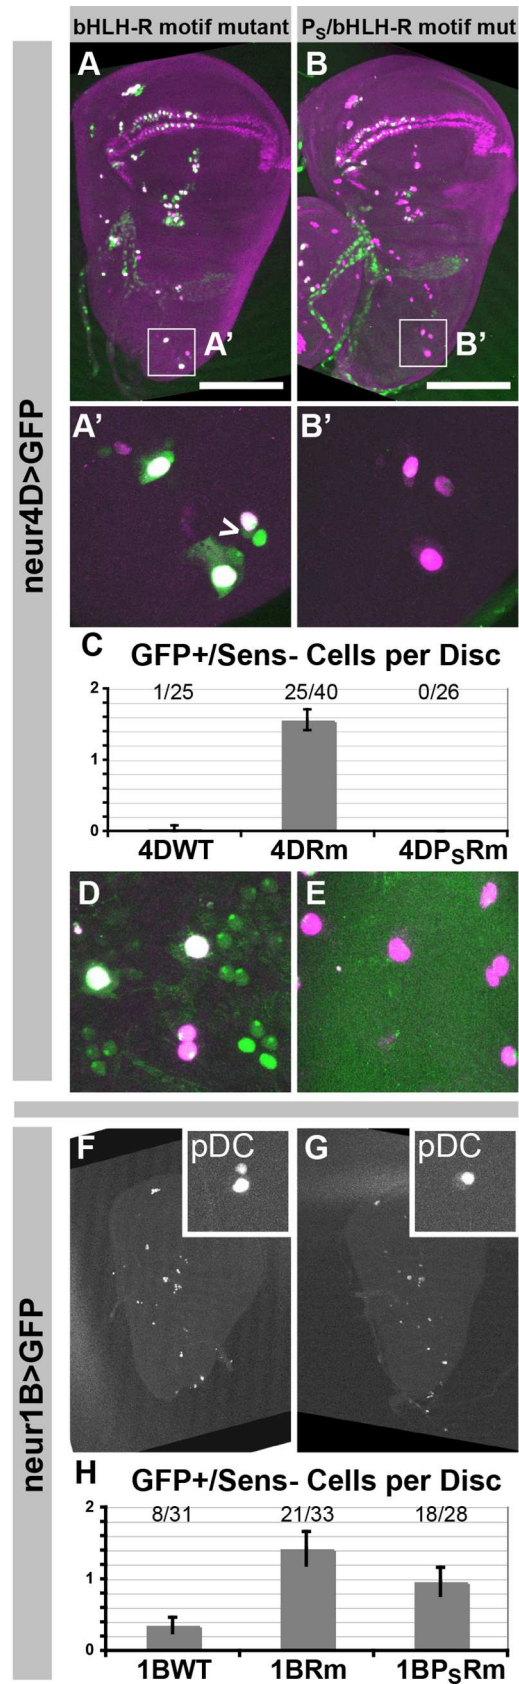 bHLH-R motif mutant
PS/bHLH-R motif mut
neur4D>GFP
A
B
A'
B'
A'
B'
>
C
GFP+/Sens- Cells per Disc
1/25 25/40 0/26
2
1
0
4DWT 4DRm 4DPSRm
D
E
neur1B>GFP
F
pDC
G
pDC
H
GFP+/Sens- Cells per Disc
8/31 21/33 18/28
2
1
0
1BWT 1BRm 1BPSRm